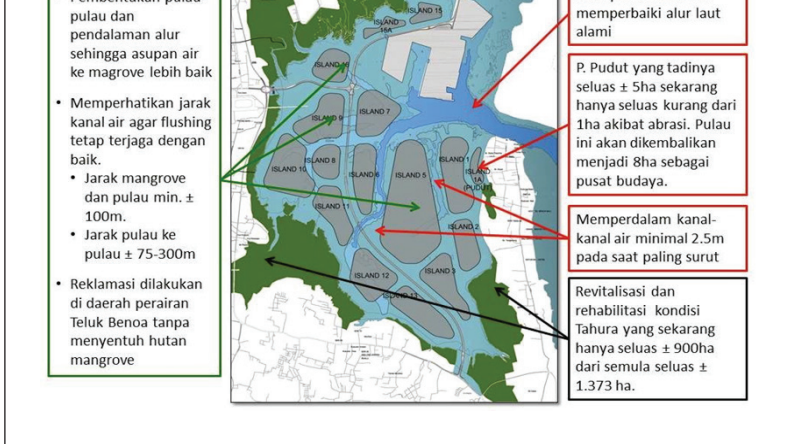 pulau dan
pendalaman alur
sehingga asupan air
ke magrove lebih baik
• Memperhatikan jarak
kanal air agar flushing
tetap terjaga dengan
baik.
• Jarak mangrove
dan pulau min. ±
100m.
• Jarak pulau ke
pulau ± 75-300m
• Reklamasi dilakukan
di daerah perairan
Teluk Benoa tanpa
menyentuh hutan
mangrove
ISLAND 15
ISLAND
15A
ISLAND
ISLAND 9
ISLAND 7
ISLAND 8
ISLAND 10
ISLAND 6
ISLAND 5
ISLAND 1
ISLAND
1A
(PUDUT)
ISLAND 11
ISLAND 2
ISLAND 12
ISLAND 3
ISLAND 13
memperbaiki alur laut
alami
P. Pudut yang tadinya
seluas ± 5ha sekarang
hanya seluas kurang dari
1ha akibat abrasi. Pulau
ini akan dikembalikan
menjadi 8ha sebagai
pusat budaya.
Memperdalam kanal-
kanal air minimal 2.5m
pada saat paling surut
Revitalisasi dan
rehabilitasi kondisi
Tahura yang sekarang
hanya seluas ± 900ha
dari semula seluas ±
1.373 ha.